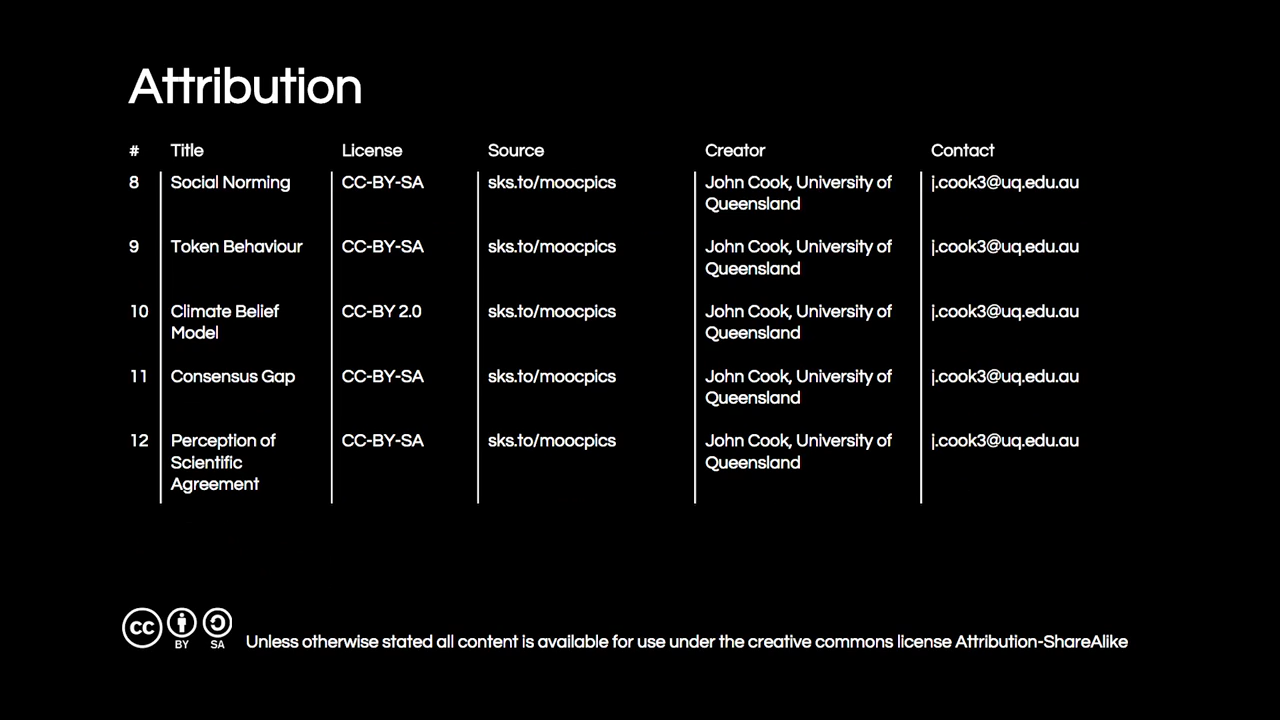 Attribution
# Title License Source Creator Contact
8 Social Norming CC-BY-SA sks.to/moocpics John Cook, University of j.cook3@uq.edu.au
Queensland
9 Token Behaviour CC-BY-SA sks.to/moocpics John Cook, University of j.cook3@uq.edu.au
Queensland
10 Climate Belief CC-BY 2.0 sks.to/moocpics John Cook, University of j.cook3@uq.edu.au
Model Queensland
11 Consensus Gap CC-BY-SA sks.to/moocpics John Cook, University of j.cook3@uq.edu.au
Queensland
12 Perception of CC-BY-SA sks.to/moocpics John Cook, University of j.cook3@uq.edu.au
Scientific Queensland
Agreement
cc BY SA Unless otherwise stated all content is available for use under the creative commons license Attribution-ShareAlike